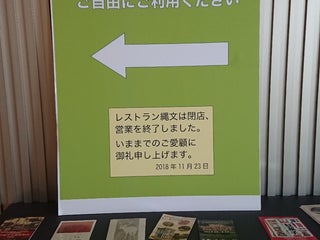 ご自由にご利用ください
レストラン縄文は閉店、
営業を終了しました。
いままでのご愛顧に
御礼申し上げます。
2018年11月23日